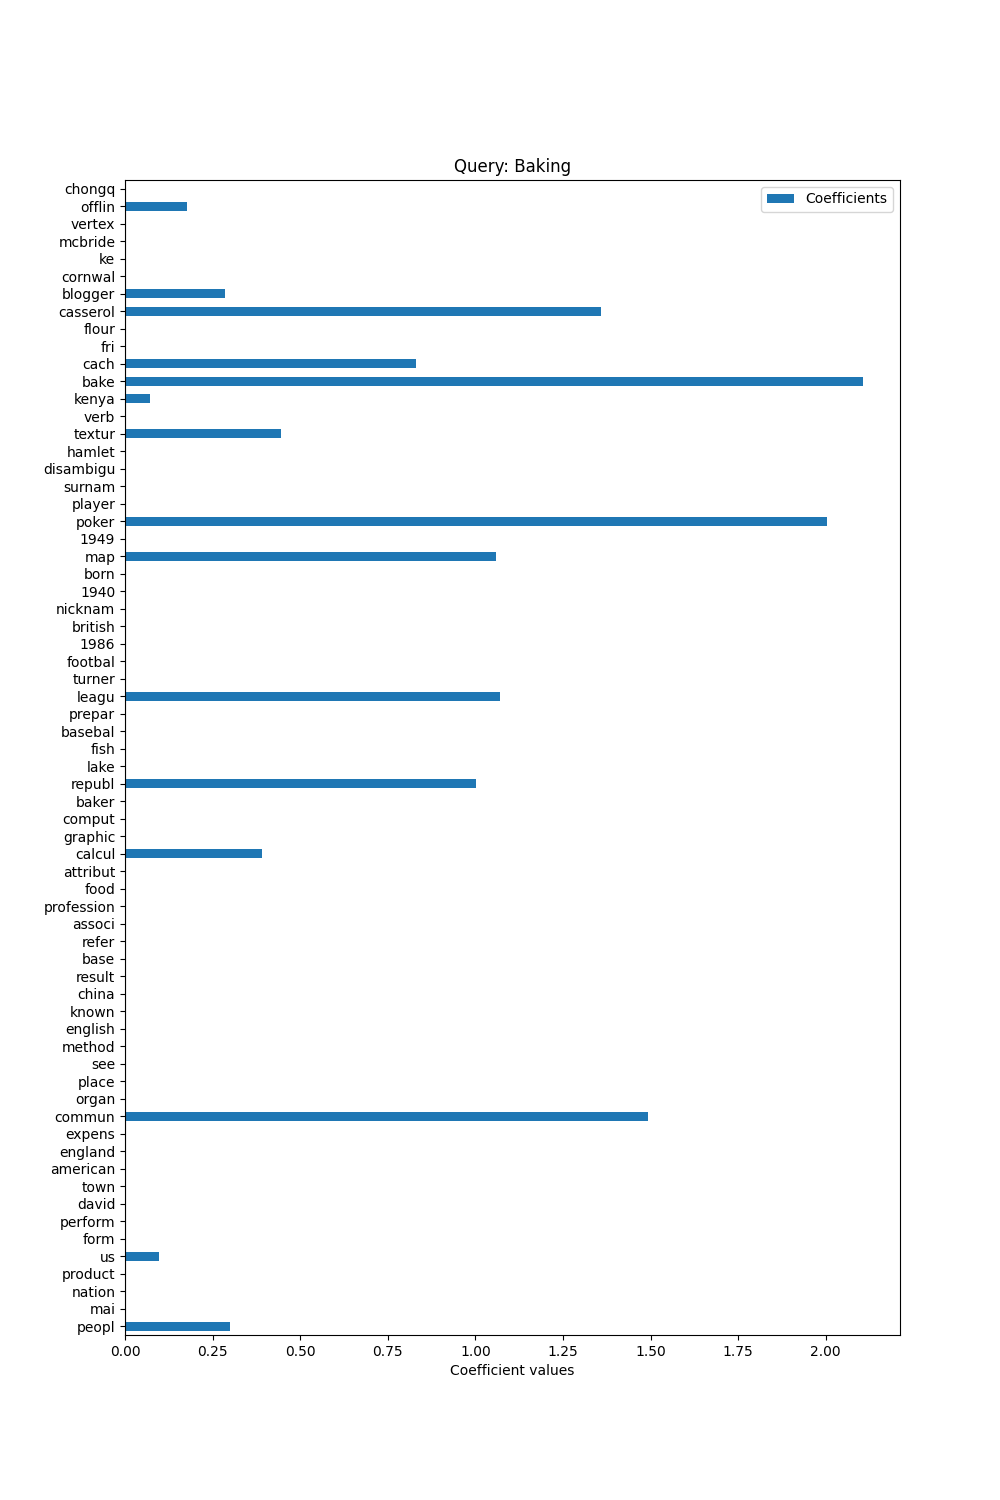 Query: Baking
Coefficients
chongq
offlin
vertex
mcbride
ke
cornwal
blogger
casserol
flour
fri
cach
bake
kenya
verb
textur
hamlet
disambigu
surnam
player
poker
1949
map
born
1940
nicknam
british
1986
footbal
turner
leagu
prepar
basebal
fish
lake
republ
baker
comput
graphic
calcul
attribut
food
profession
associ
refer
base
result
china
known
english
method
see
place
organ
commun
expens
england
american
town
david
perform
form
us
product
nation
mai
peopl
0.00 0.25 0.50 0.75 1.00 1.25 1.50 1.75 2.00
Coefficient values